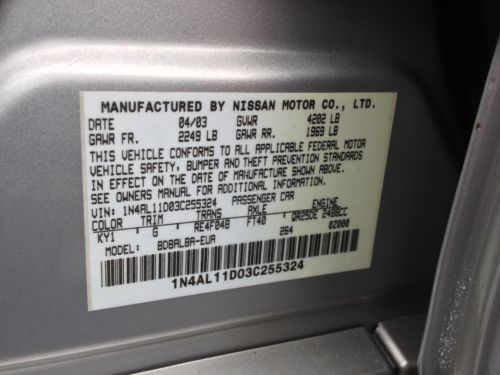 MANUFACTURED BY NISSAN MOTOR CO., LTD.
DATE 04/03 GVWR 4202 LB
GAWR FR. 2249 LB GAWR RR. 1969 LB
THIS VEHICLE CONFORMS TO ALL APPLICABLE FEDERAL MOTOR
VEHICLE SAFETY, BUMPER AND THEFT PREVENTION STANDARDS
IN EFFECT ON THE DATE OF MANUFACTURE SHOWN ABOVE.
SEE OWNERS MANUAL FOR ADDITIONAL INFORMATION.
VIN: 1N4AL11D03C255324 PASSENGER CAR
COLOR TRIM TRANS AXLE ENGINE
KY1 G RE4F04B FT40 QR25DE 2488CC
MODEL: BDBALBA-EUA 264 02000
1N4AL11D03C255324